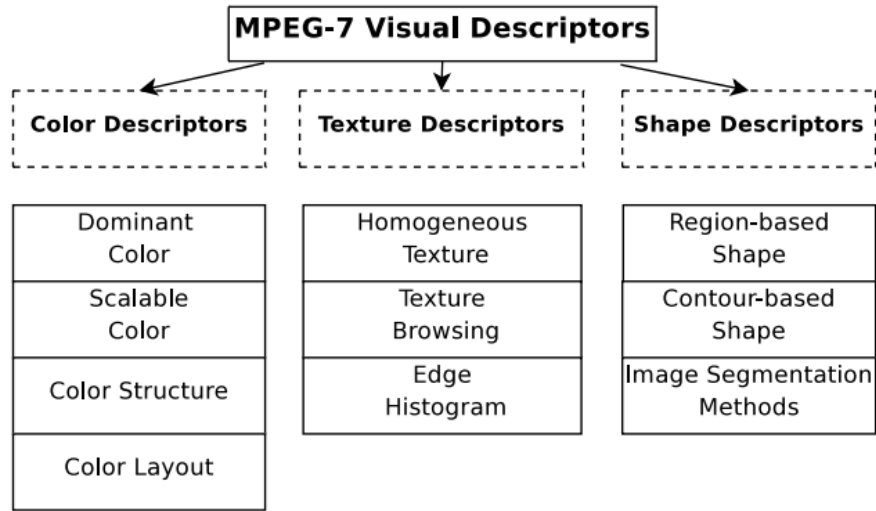 MPEG-7 Visual Descriptors
Color Descriptors
Texture Descriptors
Shape Descriptors
Dominant
Color
Scalable
Color
Color Structure
Color Layout
Homogeneous
Texture
Texture
Browsing
Edge
Histogram
Region-based
Shape
Contour-based
Shape
Image Segmentation
Methods